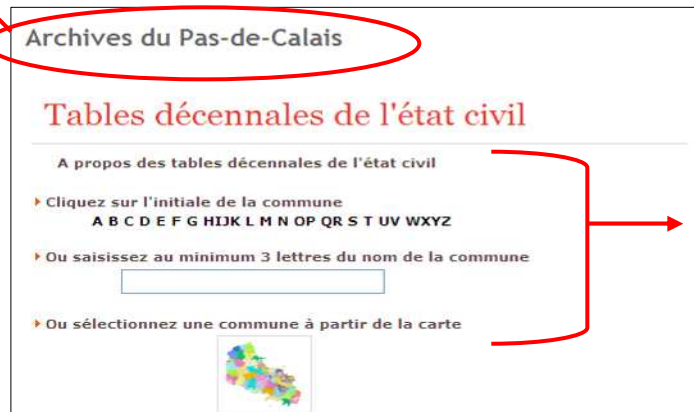 Archives du Pas-de-Calais
Tables décennales de l'état civil
A propos des tables décennales de l'état civil
Cliquez sur l'initiale de la commune
A B C D E F G HIJK L M N OP QR S T UV WXYZ
Ou saisissez au minimum 3 lettres du nom de la commune
Ou sélectionnez une commune à partir de la carte